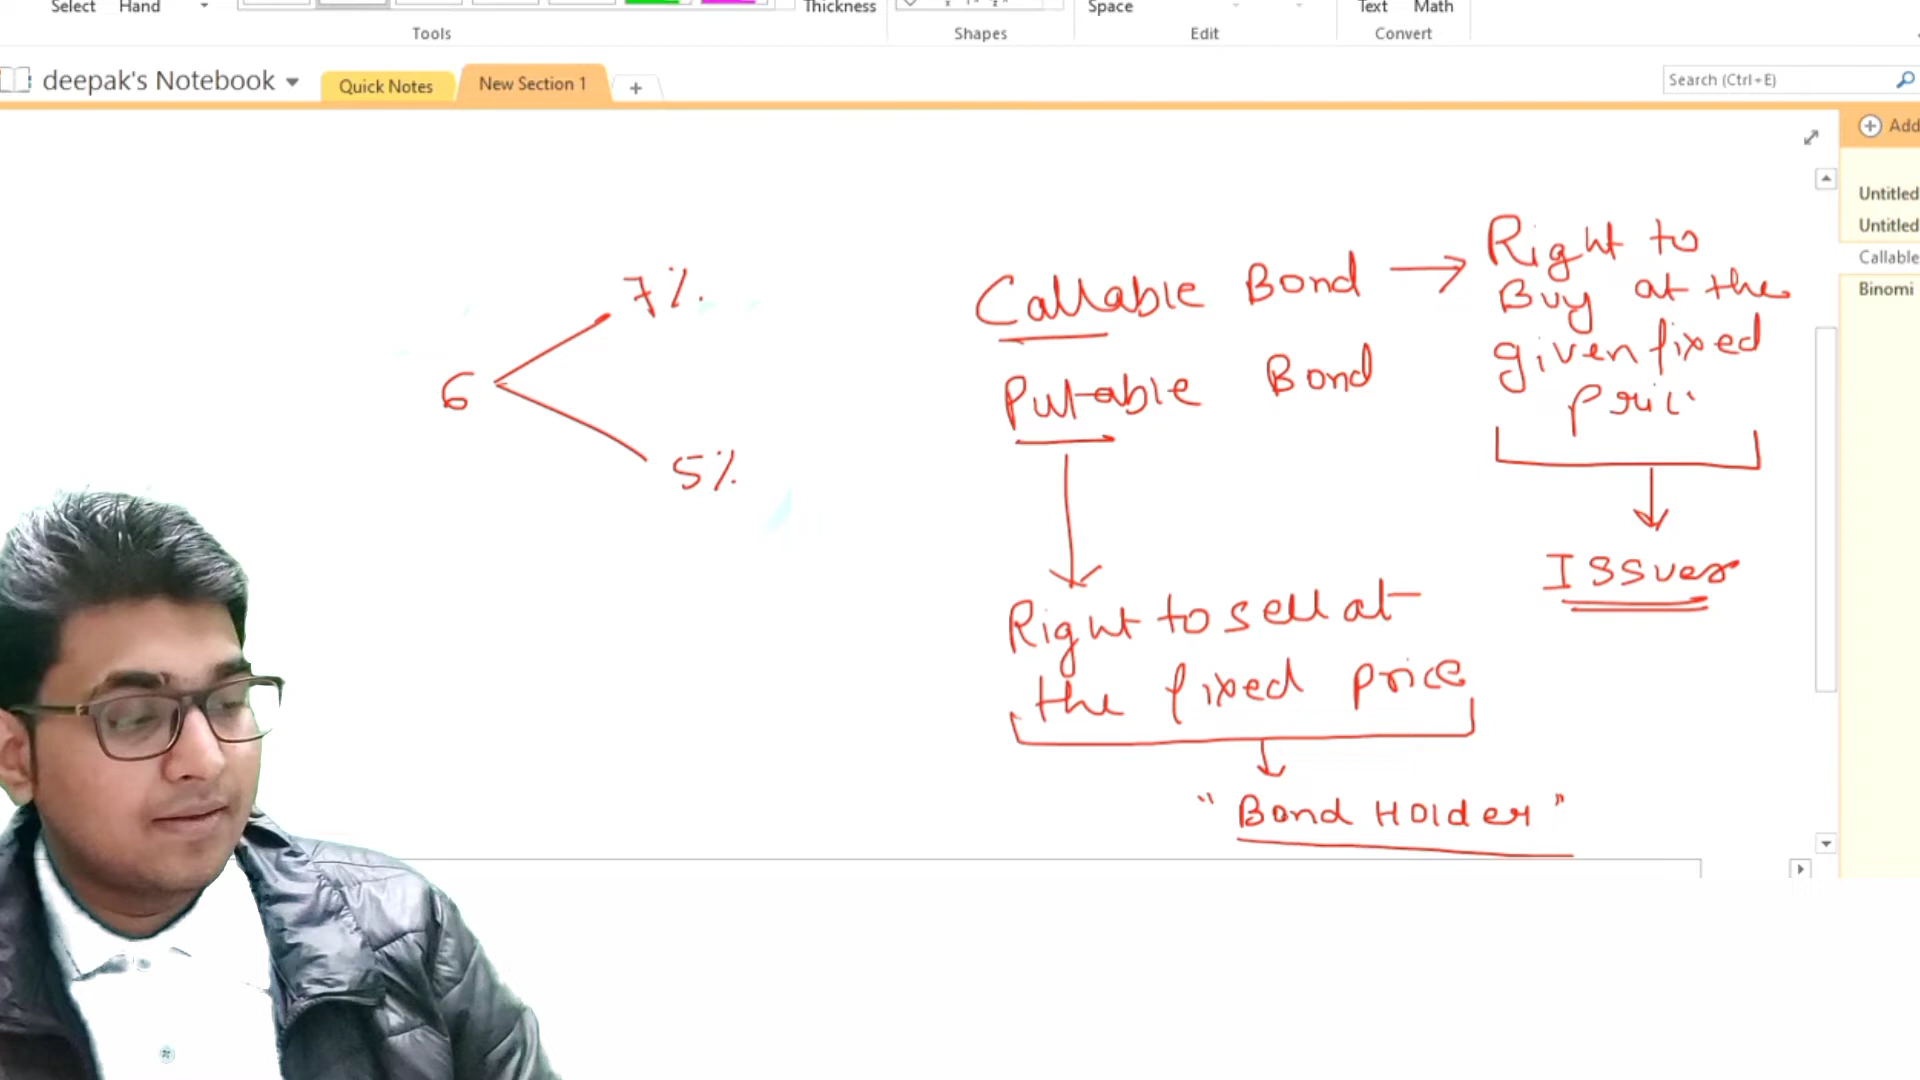 Select Hand
Thickness
Space
Text Math
Tools
Shapes
Edit
Convert
deepak's Notebook
Quick Notes
New Section 1
Search (Ctrl+E)
Add
Untitled
Untitled
Callable
Binomi
6
7%
5%
Callable Bond
Putable Bond
Right to
Buy at the
given fixed
Pric
Issuer
Right to sell at
the fixed price
"Bond Holder"